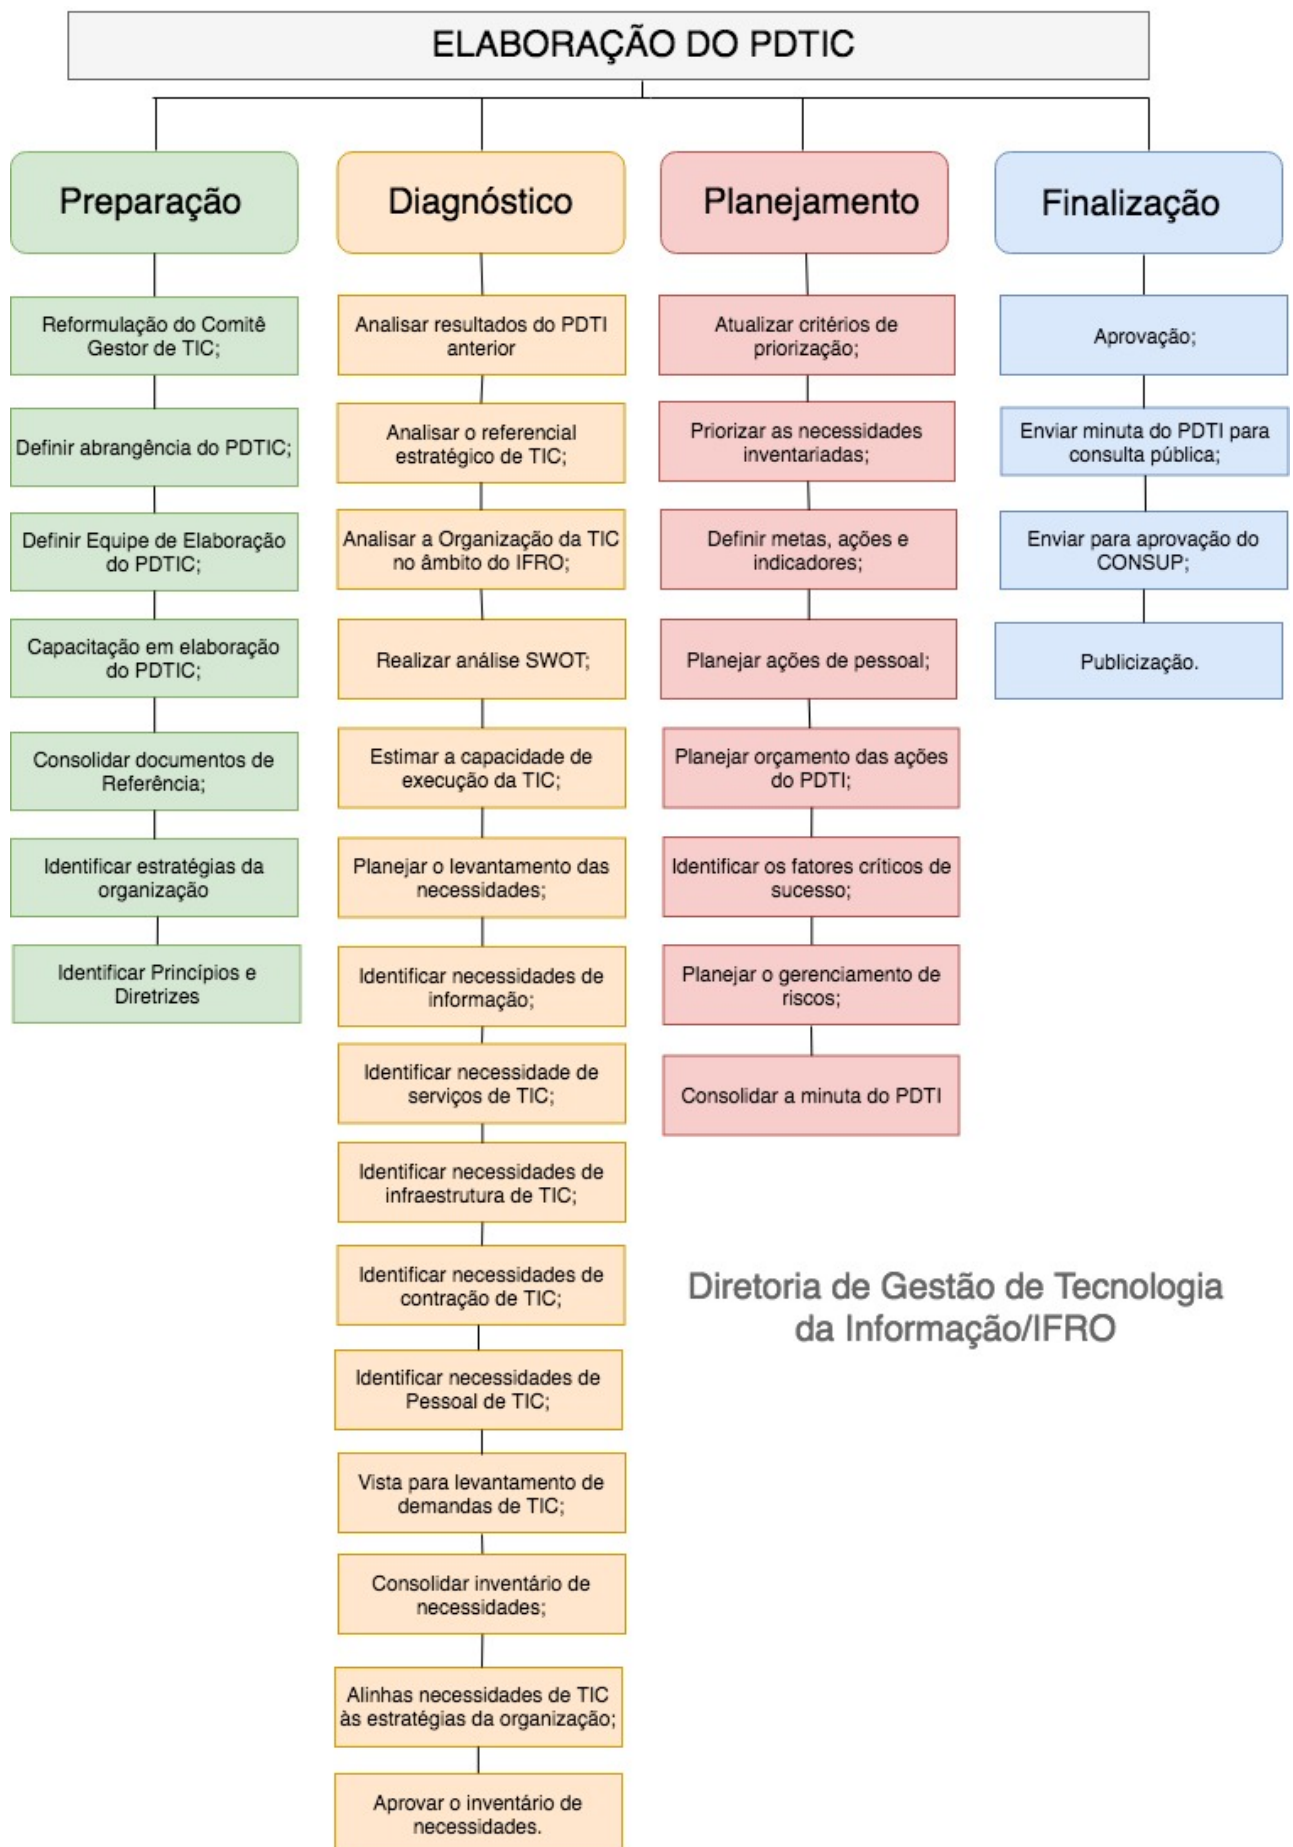 ELABORAÇÃO DO PDTIC
Preparação
Reformulação do Comitê
Gestor de TIC;
Definir abrangência do PDTIC;
Definir Equipe de Elaboração
do PDTIC;
Capacitação em elaboração
do PDTIC;
Consolidar documentos de
Referência;
Identificar estratégias da
organização
Identificar Princípios e
Diretrizes
Diagnóstico
Analisar resultados do PDTI
anterior
Analisar o referencial
estratégico de TIC;
Analisar a Organização da TIC
no âmbito do IFRO;
Realizar análise SWOT;
Estimar a capacidade de
execução da TIC;
Planejar o levantamento das
necessidades;
Identificar necessidades de
informação;
Identificar necessidade de
serviços de TIC;
Identificar necessidades de
infraestrutura de TIC;
Identificar necessidades de
contração de TIC;
Identificar necessidades de
Pessoal de TIC;
Vista para levantamento de
demandas de TIC;
Consolidar inventário de
necessidades;
Alinhas necessidades de TIC
às estratégias da organização;
Aprovar o inventário de
necessidades.
Planejamento
Atualizar critérios de
priorização;
Priorizar as necessidades
inventariadas;
Definir metas, ações e
indicadores;
Planejar ações de pessoal;
Planejar orçamento das ações
do PDTI;
Identificar os fatores críticos de
sucesso;
Planejar o gerenciamento de
riscos;
Consolidar a minuta do PDTI
Finalização
Aprovação;
Enviar minuta do PDTI para
consulta pública;
Enviar para aprovação do
CONSUP;
Publicização.
Diretoria de Gestão de Tecnologia
da Informação/IFRO